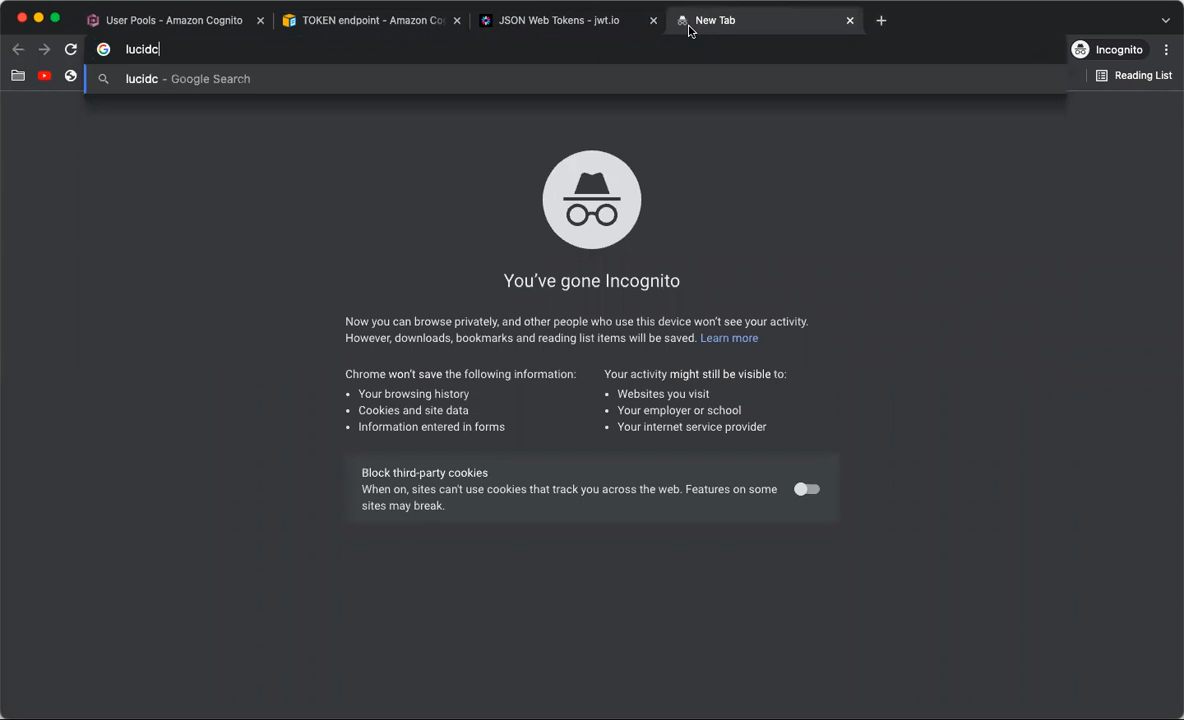 User Pools - Amazon Cognito
TOKEN endpoint - Amazon Co
JSON Web Tokens - jwt.io
New Tab
lucidc
Incognito
lucidc - Google Search
Reading List
You've gone Incognito
Now you can browse privately, and other people who use this device won't see your activity.
However, downloads, bookmarks and reading list items will be saved. Learn more
Chrome won't save the following information:
• Your browsing history
• Cookies and site data
• Information entered in forms
Your activity might still be visible to:
• Websites you visit
• Your employer or school
• Your internet service provider
Block third-party cookies
When on, sites can't use cookies that track you across the web. Features on some
sites may break.